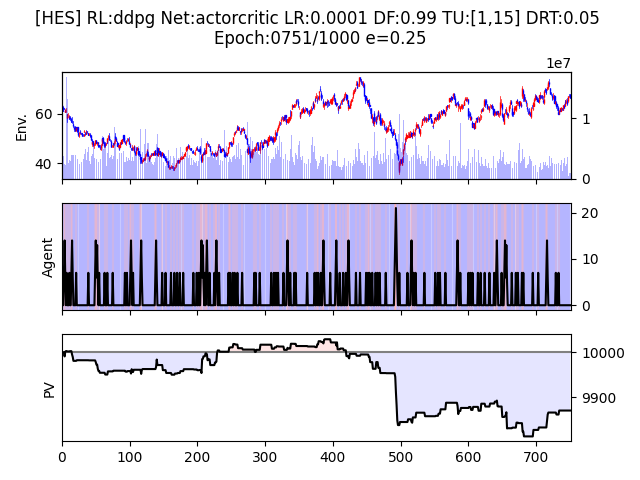 [HES] RL:ddpg Net:actorcritic LR:0.0001 DF:0.99 TU:[1,15] DRT:0.05
Epoch:0751/1000 e=0.25
1e7
Env.
60
40
1
0
Agent
20
10
0
PV
10000
9900
0 100 200 300 400 500 600 700